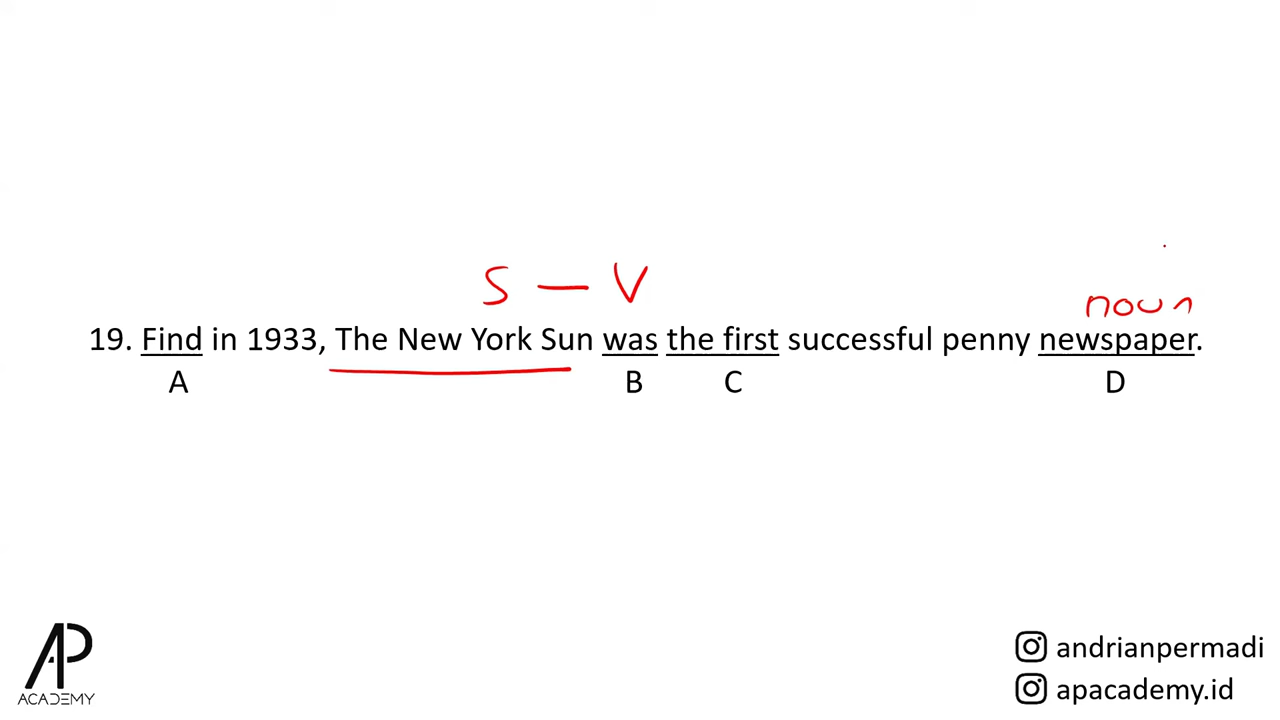 S — V
noun
19. Find in 1933, The New York Sun was the first successful penny newspaper.
A B C D
AP
ACADEMY
andrianpermadi
apacademy.id